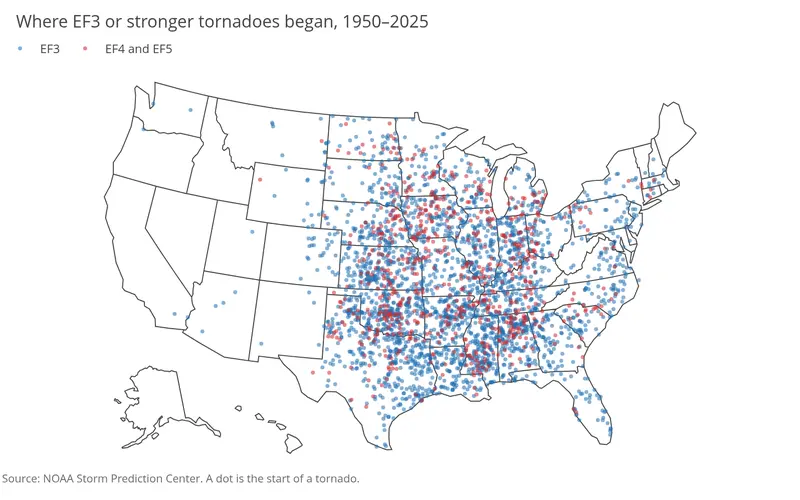 Where EF3 or stronger tornadoes began, 1950–2025
EF3 EF4 and EF5
Source: NOAA Storm Prediction Center. A dot is the start of a tornado.